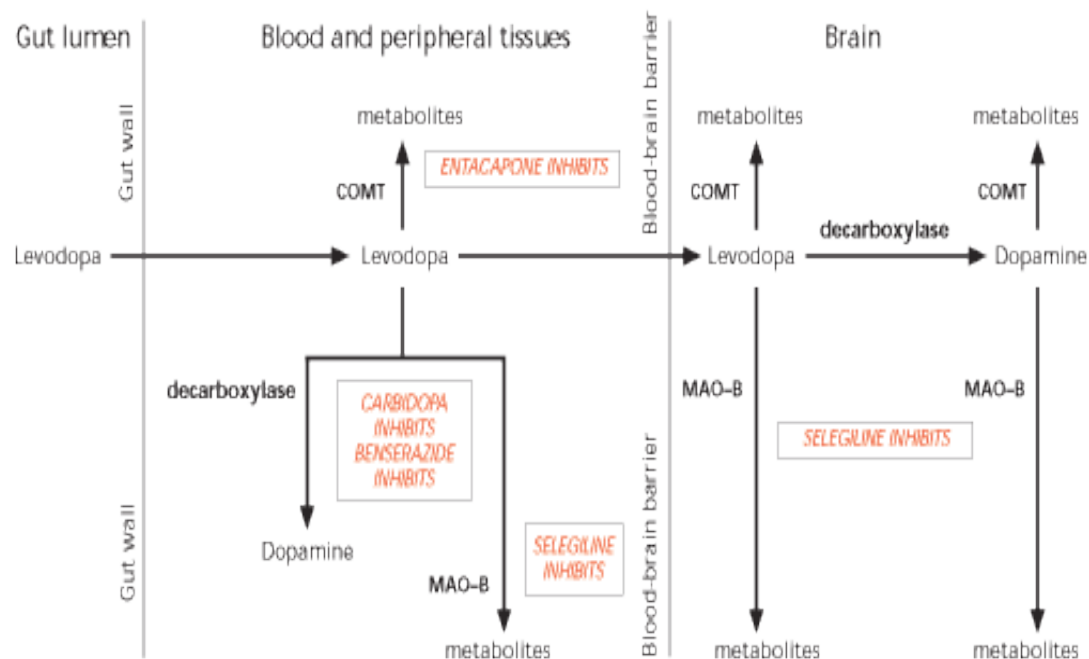 Gut lumen
Blood and peripheral tissues
Brain
Gut wall
Blood-brain barrier
metabolites
metabolites
metabolites
ENTACAPONE INHIBITS
COMT
COMT
COMT
decarboxylase
Levodopa
Levodopa
Levodopa
Dopamine
decarboxylase
MAO-B
MAO-B
CARBIDOPA
INHIBITS
BENSERAZIDE
INHIBITS
SELEGILINE INHIBITS
Gut wall
Blood-brain barrier
Dopamine
SELEGILINE
INHIBITS
MAO-B
metabolites
metabolites
metabolites